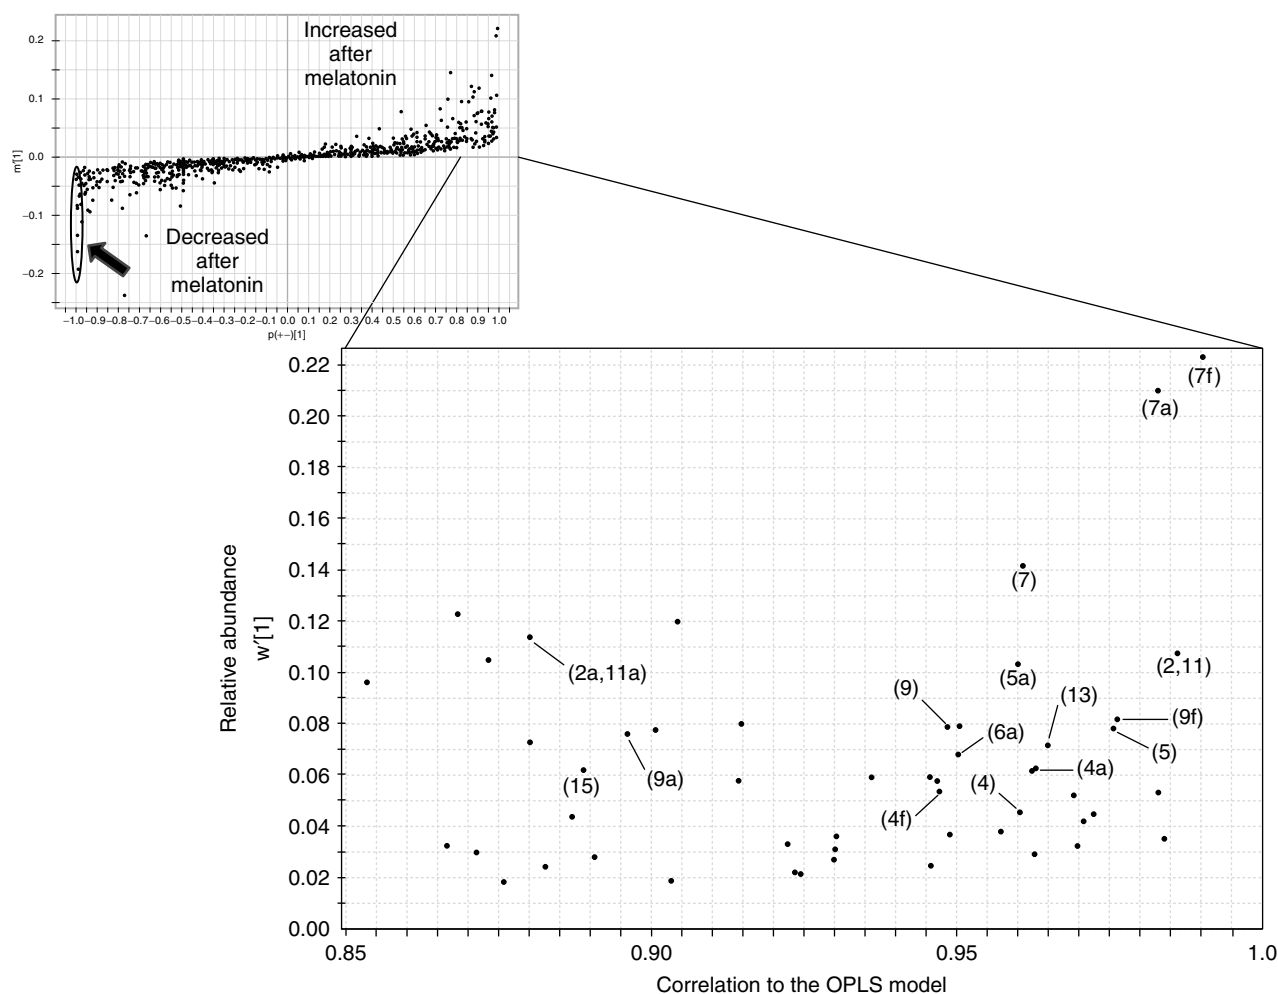 Increased
after
melatonin
0.2
0.1
0.0
−0.1
−0.2
m'[1]
Decreased
after
melatonin
−1.0−0.9−0.8−0.7−0.6−0.5−0.4−0.3−0.2−0.1 0.0 0.1 0.2 0.3 0.4 0.5 0.6 0.7 0.8 0.9 1.0
p(+−)[1]
0.22
0.20
0.18
0.16
0.14
0.12
0.10
0.08
0.06
0.04
0.02
0.00
Relative abundance
w′[1]
(7f)
(7a)
(7)
(2a,11a)
(5a)
(2,11)
(9)
(13)
(6a)
(9f)
(5)
(15)
(9a)
(4)
(4a)
(4f)
0.85 0.90 0.95 1.0
Correlation to the OPLS model